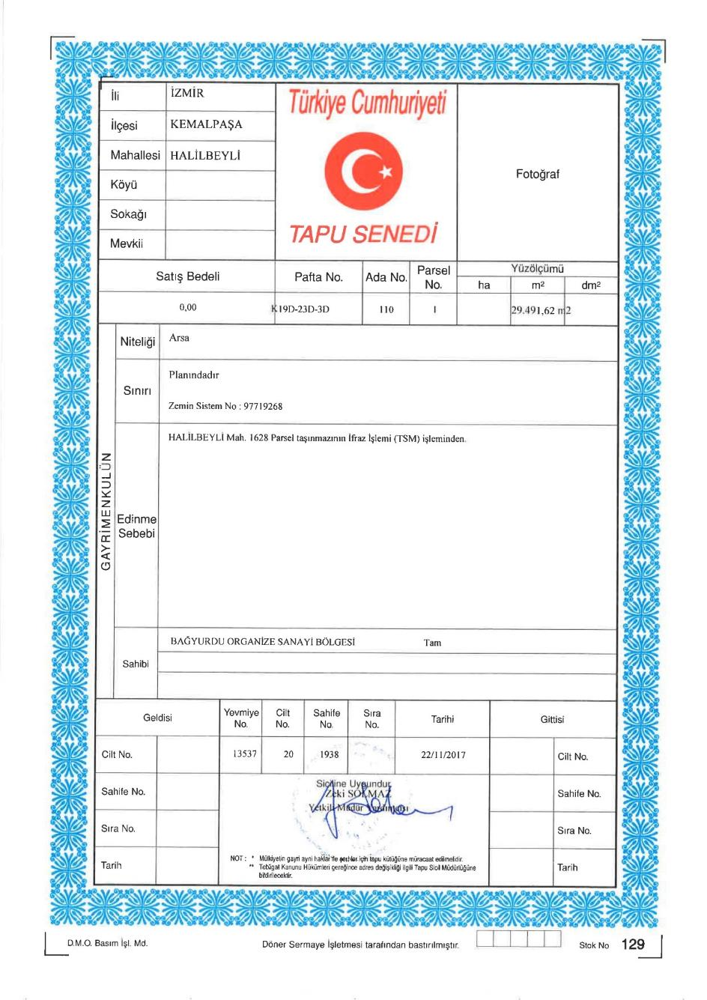 İli İZMİR
İlçesi KEMALPAŞA
Mahallesi HALİLBEYLİ
Köyü
Sokağı
Mevkii
Türkiye Cumhuriyeti
TAPU SENEDİ
Fotoğraf
Satış Bedeli Pafta No. Ada No. Parsel No. Yüzölçümü
ha m² dm²
0,00 K19D-23D-3D 110 1 29.491,62 m2
GAYRİMENKULÜN
Niteliği Arsa
Sınırı Planındadır
Zemin Sistem No : 97719268
Edinme Sebebi
HALİLBEYLİ Mah. 1628 Parsel taşınmazının İfraz İşlemi (TSM) işleminden.
Sahibi
BAĞYURDU ORGANİZE SANAYİ BÖLGESİ Tam
Geldisi Yevmiye No. Cilt No. Sahife No. Sıra No. Tarihi Gittisi
Cilt No. 13537 20 1938 22/11/2017 Cilt No.
Siciline Uygundur
Zeki SOKMAZ
Yetkili Müdür Yardımcısı
Sahife No. Sahife No.
Sıra No. Sıra No.
Tarih Tarih
NOT : * Mülkiyetin gayri ayni haklar ile şerhler için tapu kütüğüne müracaat edilmelidir.
** Tebligat Kanunu Hükümleri gereğince adres değişikliği ilgili Tapu Sicil Müdürlüğüne
bildirilecektir.
D.M.O. Basım İşl. Md. Döner Sermaye İşletmesi tarafından bastırılmıştır. Stok No 129